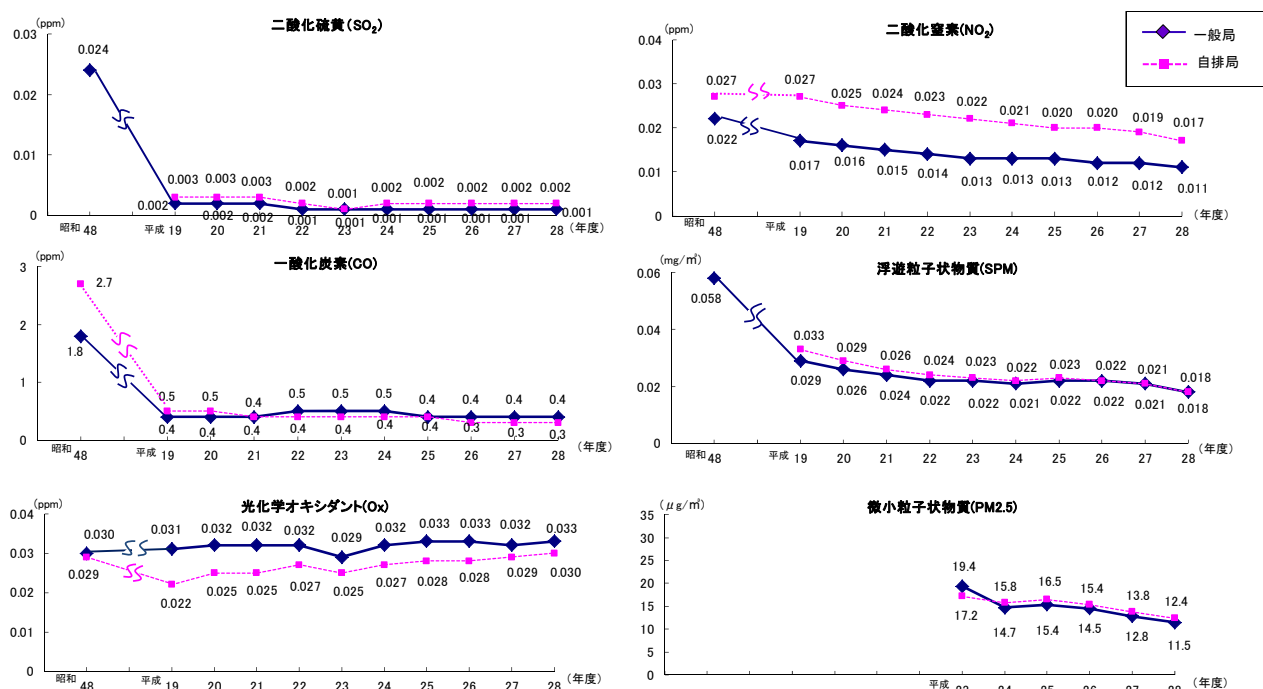 二酸化硫黄(SO₂)
(ppm)
0.03
0.02
0.01
0
0.024
0.003 0.003 0.003 0.002 0.001 0.002 0.002 0.002 0.002 0.002
0.002 0.002 0.002 0.001 0.001 0.001 0.001 0.001 0.001 0.001
昭和 48 平成 19 20 21 22 23 24 25 26 27 28 (年度)
二酸化窒素(NO₂)
(ppm)
一般局
自排局
0.04
0.03
0.02
0.01
0
0.027 0.027 0.025 0.024 0.023 0.022 0.021 0.020 0.020 0.019 0.017
0.022 0.017 0.016 0.015 0.014 0.013 0.013 0.013 0.012 0.012 0.011
昭和 48 平成 19 20 21 22 23 24 25 26 27 28 (年度)
一酸化炭素(CO)
(ppm)
3
2
1
0
2.7
1.8
0.5 0.5 0.4 0.5 0.5 0.5 0.4 0.4 0.4 0.4
0.4 0.4 0.4 0.4 0.4 0.4 0.4 0.3 0.3 0.3
昭和 48 平成 19 20 21 22 23 24 25 26 27 28 (年度)
浮遊粒子状物質(SPM)
(mg/㎥)
0.06
0.04
0.02
0
0.058
0.033 0.029 0.026 0.024 0.023 0.022 0.023 0.022 0.021 0.018
0.029 0.026 0.024 0.022 0.022 0.021 0.022 0.022 0.021 0.018
昭和 48 平成 19 20 21 22 23 24 25 26 27 28 (年度)
光化学オキシダント(Ox)
(ppm)
0.04
0.03
0.02
0.01
0
0.030 0.031 0.032 0.032 0.032 0.029 0.032 0.033 0.033 0.032 0.033
0.029 0.022 0.025 0.025 0.027 0.025 0.027 0.028 0.028 0.029 0.030
昭和 48 平成 19 20 21 22 23 24 25 26 27 28 (年度)
微小粒子状物質(PM2.5)
(μg/㎥)
35
30
25
20
15
10
5
0
19.4 15.8 16.5 15.4 13.8 12.4
17.2 14.7 15.4 14.5 12.8 11.5
平成 23 24 25 26 27 28 (年度)